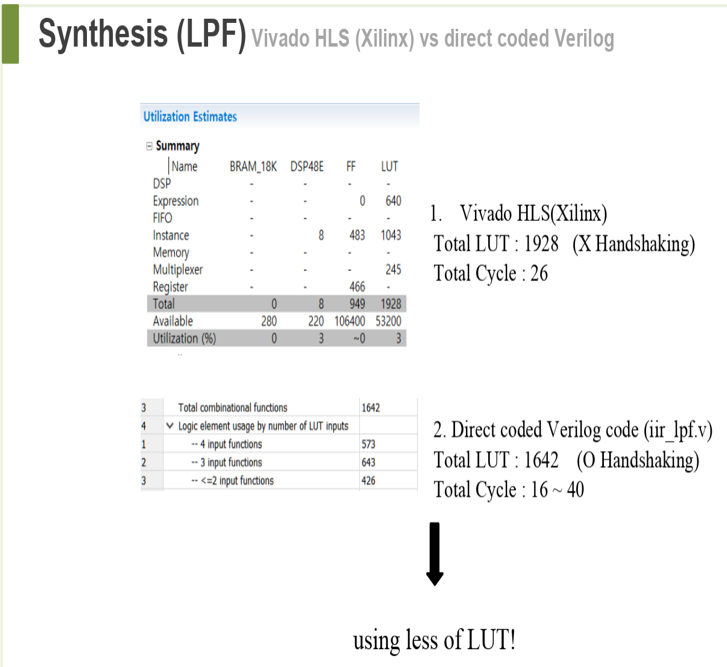 Synthesis (LPF) Vivado HLS (Xilinx) vs direct coded Verilog
Utilization Estimates
Summary
Name BRAM_18K DSP48E FF LUT
DSP - - - -
Expression - - 0 640
FIFO - - - -
Instance - 8 483 1043
Memory - - - -
Multiplexer - - - 245
Register - - 466 -
Total 0 8 949 1928
Available 280 220 106400 53200
Utilization (%) 0 3 ~0 3
1. Vivado HLS(Xilinx)
Total LUT : 1928 (X Handshaking)
Total Cycle : 26
3 Total combinational functions 1642
4 Logic element usage by number of LUT inputs
1 -- 4 input functions 573
2 -- 3 input functions 643
3 -- <=2 input functions 426
2. Direct coded Verilog code (iir_lpf.v)
Total LUT : 1642 (O Handshaking)
Total Cycle : 16 ~ 40
using less of LUT!